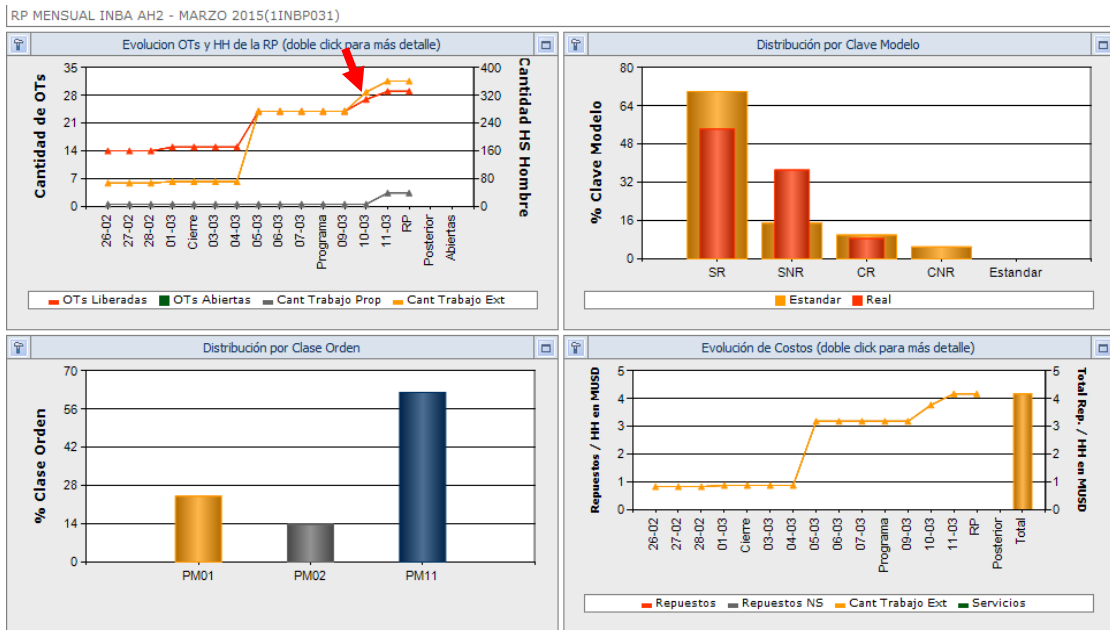 RP MENSUAL INBA AH2 - MARZO 2015(1INBP031)
Evolucion OTs y HH de la RP (doble click para más detalle)
Cantidad de OTs
35
28
21
14
7
0
400
320
240
160
80
0
Cantidad HS Hombre
26-02
27-02
28-02
01-03
Cierre
03-03
04-03
05-03
06-03
07-03
Programa
09-03
10-03
11-03
RP
Posterior
Abiertas
OTs Liberadas OTs Abiertas Cant Trabajo Prop Cant Trabajo Ext
Distribución por Clave Modelo
% Clave Modelo
80
64
48
32
16
0
SR SNR CR CNR Estandar
Estandar Real
Distribución por Clase Orden
% Clase Orden
70
56
42
28
14
0
PM01 PM02 PM11
Evolución de Costos (doble click para más detalle)
Repuestos / HH en MUSD
5
4
3
2
1
0
5
4
3
2
1
0
Total Rep. / HH en MUSD
26-02
27-02
28-02
01-03
Cierre
03-03
04-03
05-03
06-03
07-03
Programa
09-03
10-03
11-03
RP
Posterior
Total
Repuestos Repuestos NS Cant Trabajo Ext Servicios